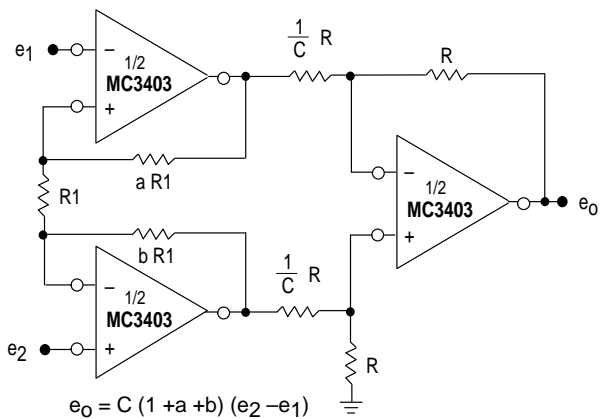 e1
–
1/2
MC3403
+
1/C R
R
a R1
R1
b R1
–
1/2
MC3403
+
eo
1/C R
–
1/2
MC3403
+
e2
R
eo = C (1 +a +b) (e2 –e1)